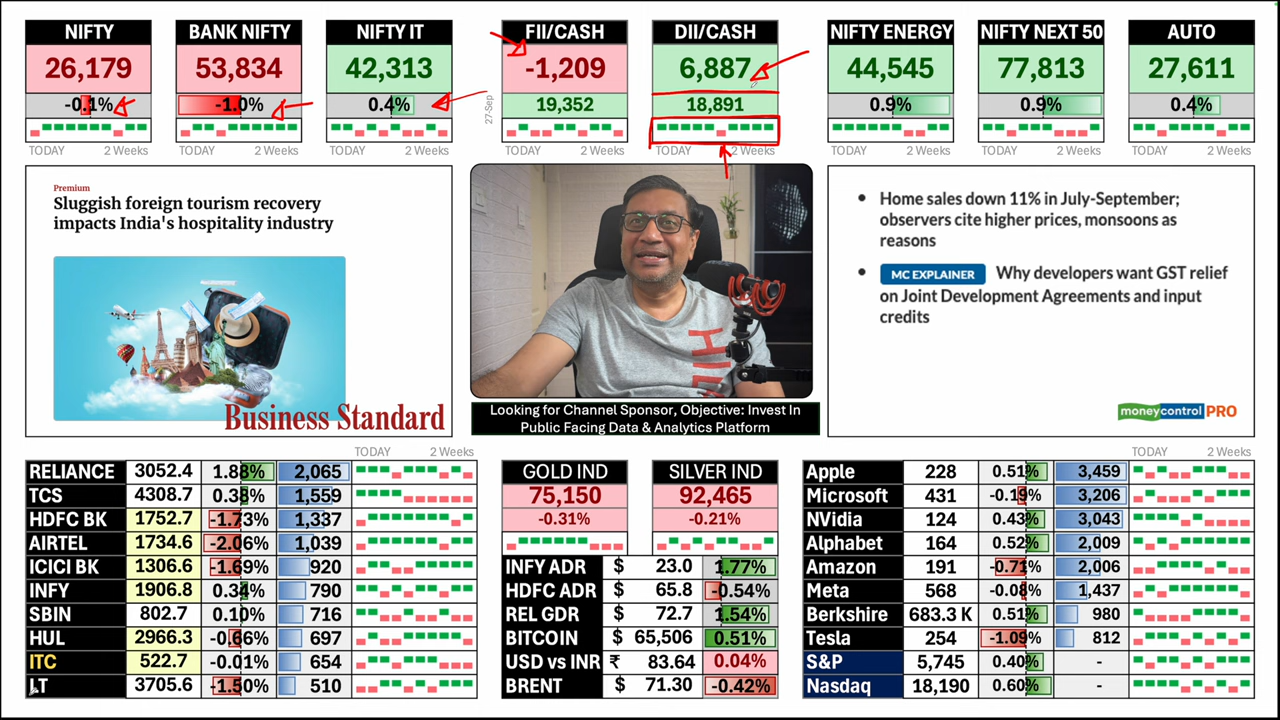 NIFTY
26,179
-0.1%
TODAY 2 Weeks
BANK NIFTY
53,834
-1.0%
TODAY 2 Weeks
NIFTY IT
42,313
0.4%
TODAY 2 Weeks
27-Sep
FII/CASH
-1,209
19,352
TODAY 2 Weeks
DII/CASH
6,887
18,891
TODAY 2 Weeks
NIFTY ENERGY
44,545
0.9%
TODAY 2 Weeks
NIFTY NEXT 50
77,813
0.9%
TODAY 2 Weeks
AUTO
27,611
0.4%
TODAY 2 Weeks
Premium
Sluggish foreign tourism recovery
impacts India's hospitality industry
Business Standard
Looking for Channel Sponsor, Objective: Invest In
Public Facing Data & Analytics Platform
Home sales down 11% in July-September;
observers cite higher prices, monsoons as
reasons
MC EXPLAINER Why developers want GST relief
on Joint Development Agreements and input
credits
moneycontrol PRO
TODAY 2 Weeks
RELIANCE 3052.4 1.88% 2,065
TCS 4308.7 0.38% 1,559
HDFC BK 1752.7 -1.73% 1,337
AIRTEL 1734.6 -2.06% 1,039
ICICI BK 1306.6 -1.69% 920
INFY 1906.8 0.34% 790
SBIN 802.7 0.10% 716
HUL 2966.3 -0.66% 697
ITC 522.7 -0.01% 654
LT 3705.6 -1.50% 510
GOLD IND
75,150
-0.31%
SILVER IND
92,465
-0.21%
INFY ADR $ 23.0 1.77%
HDFC ADR $ 65.8 -0.54%
REL GDR $ 72.7 1.54%
BITCOIN $ 65,506 0.51%
USD vs INR ₹ 83.64 0.04%
BRENT $ 71.30 -0.42%
TODAY 2 Weeks
Apple 228 0.51% 3,459
Microsoft 431 -0.19% 3,206
NVidia 124 0.43% 3,043
Alphabet 164 0.52% 2,009
Amazon 191 -0.71% 2,006
Meta 568 -0.08% 1,437
Berkshire 683.3 K 0.51% 980
Tesla 254 -1.09% 812
S&P 5,745 0.40% -
Nasdaq 18,190 0.60% -